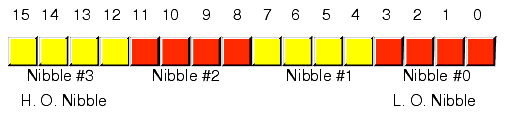 15 14 13 12 11 10 9 8 7 6 5 4 3 2 1 0
Nibble #3 Nibble #2 Nibble #1 Nibble #0
H. O. Nibble L. O. Nibble